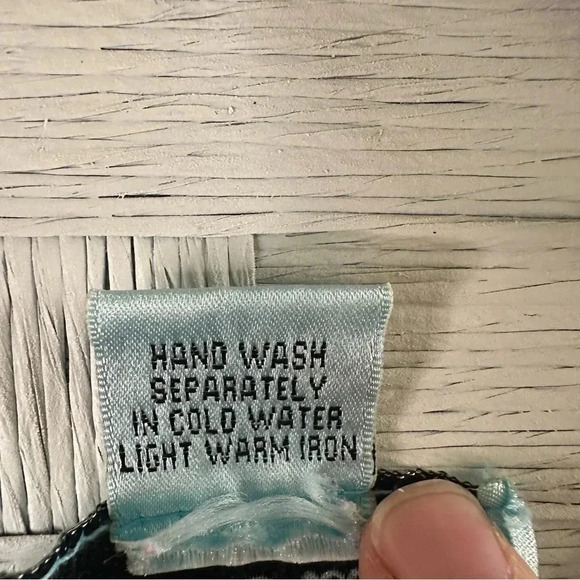 HAND WASH
SEPARATELY
IN COLD WATER
LIGHT WARM IRON